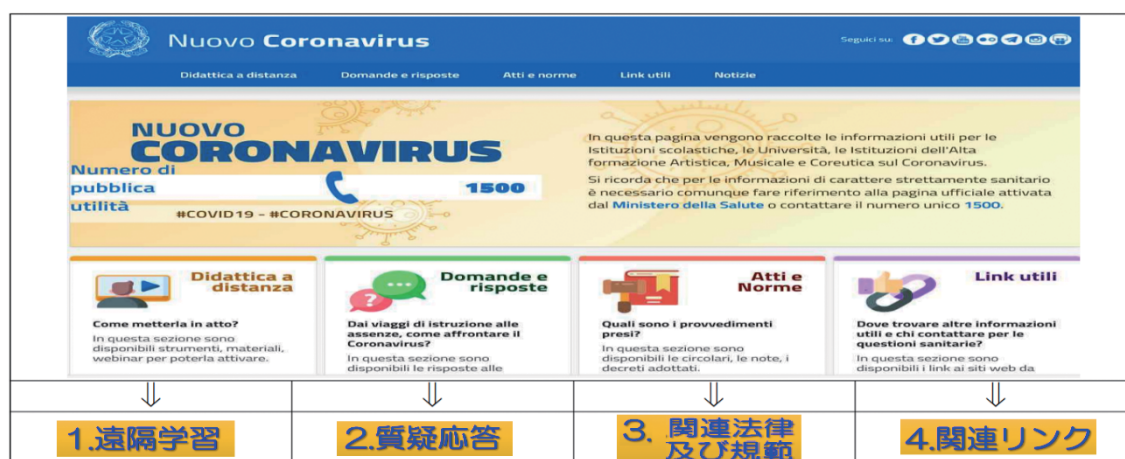 Nuovo Coronavirus
Seguici su:
Didattica a distanza Domande e risposte Atti e norme Link utili Notizie
NUOVO
CORONAVIRUS
Numero di
pubblica
utilità
1500
#COVID19 - #CORONAVIRUS
In questa pagina vengono raccolte le informazioni utili per le
Istituzioni scolastiche, le Università, le Istituzioni dell'Alta
formazione Artistica, Musicale e Coreutica sul Coronavirus.
Si ricorda che per le informazioni di carattere strettamente sanitario
è necessario comunque fare riferimento alla pagina ufficiale attivata
dal Ministero della Salute o contattare il numero unico 1500.
Didattica a
distanza
Come metterla in atto?
In questa sezione sono
disponibili strumenti, materiali,
webinar per poterla attivare.
Domande e
risposte
Dai viaggi di istruzione alle
assenze, come affrontare il
Coronavirus?
In questa sezione sono
disponibili le risposte alle
Atti e
Norme
Quali sono i provvedimenti
presi?
In questa sezione sono
disponibili le circolari, le note, i
decreti adottati.
Link utili
Dove trovare altre informazioni
utili e chi contattare per le
questioni sanitarie?
In questa sezione sono
disponibili i link ai siti web da
⇓ ⇓ ⇓ ⇓
1.遠隔学習
2.質疑応答
3. 関連法律
及び規範
4.関連リンク